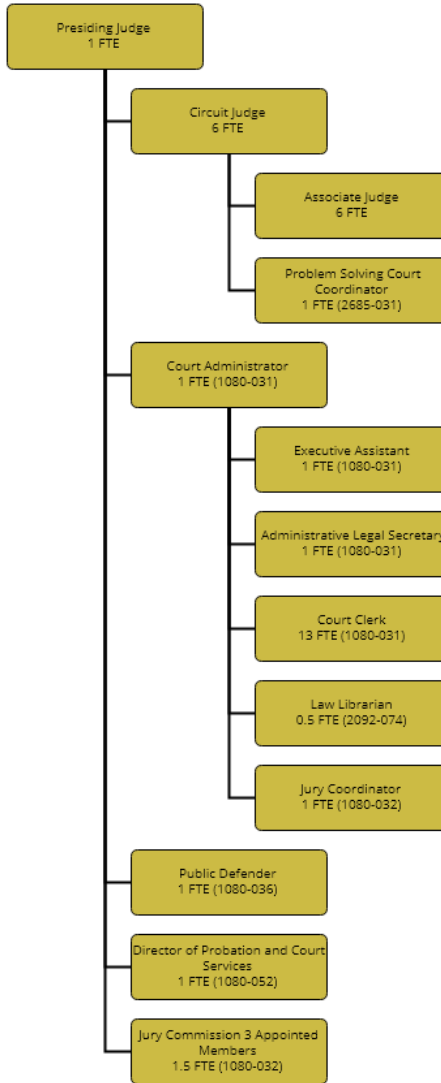 Presiding Judge
1 FTE
Circuit Judge
6 FTE
Associate Judge
6 FTE
Problem Solving Court
Coordinator
1 FTE (2685-031)
Court Administrator
1 FTE (1080-031)
Executive Assistant
1 FTE (1080-031)
Administrative Legal Secretary
1 FTE (1080-031)
Court Clerk
13 FTE (1080-031)
Law Librarian
0.5 FTE (2092-074)
Jury Coordinator
1 FTE (1080-032)
Public Defender
1 FTE (1080-036)
Director of Probation and Court
Services
1 FTE (1080-052)
Jury Commission 3 Appointed
Members
1.5 FTE (1080-032)